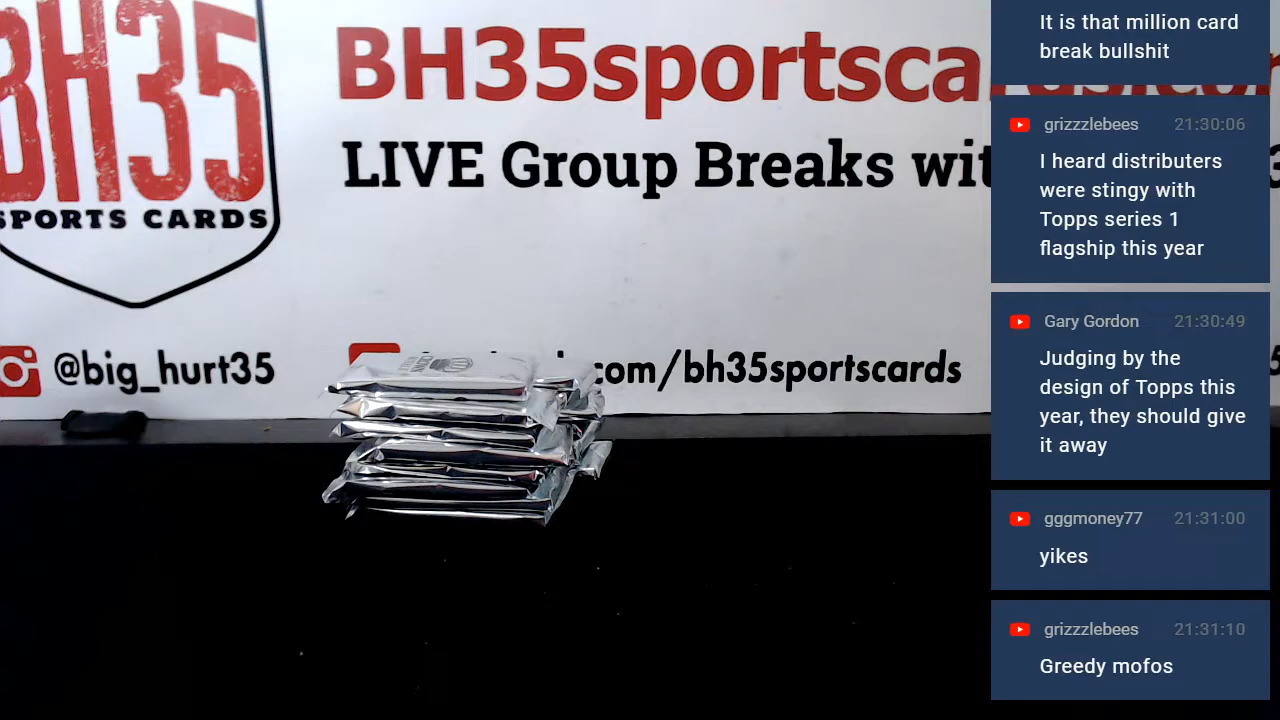 BH35
SPORTS CARDS
BH35sportsca
LIVE Group Breaks wit
@big_hurt35
com/bh35sportscards
It is that million card
break bullshit
grizzzlebees 21:30:06
I heard distributers
were stingy with
Topps series 1
flagship this year
Gary Gordon 21:30:49
Judging by the
design of Topps this
year, they should give
it away
gggmoney77 21:31:00
yikes
grizzzlebees 21:31:10
Greedy mofos